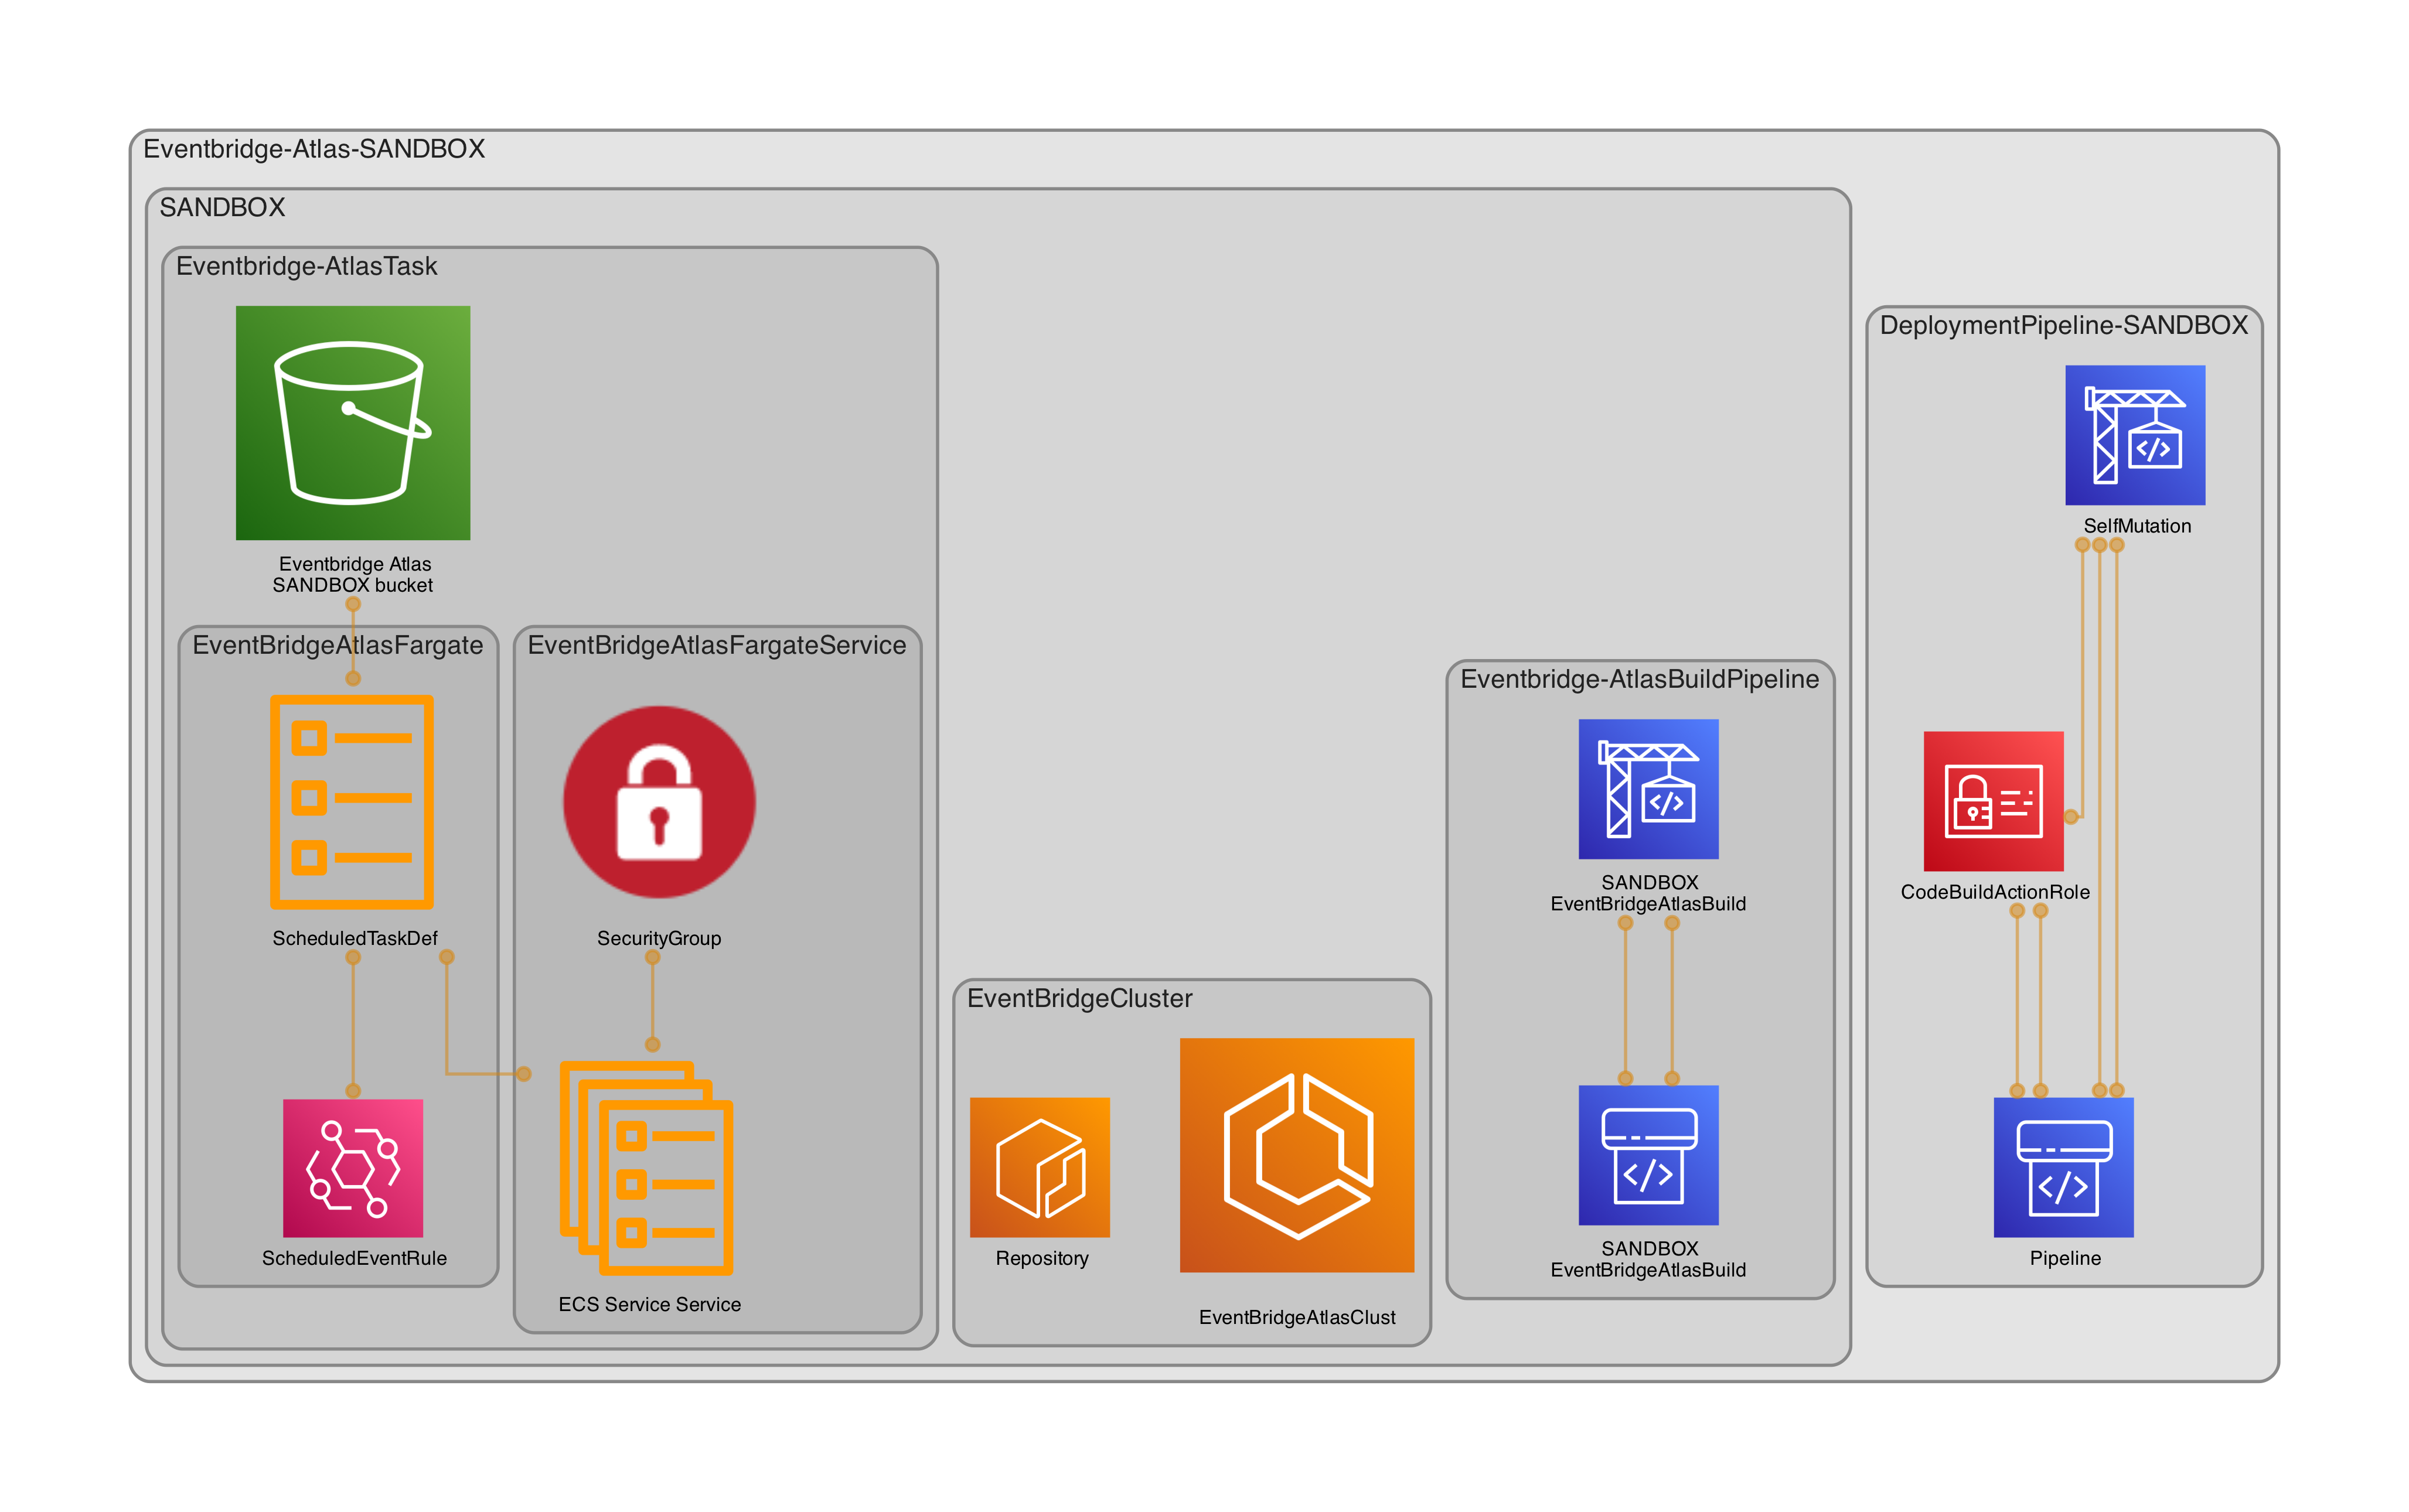 Eventbridge-Atlas-SANDBOX
SANDBOX
Eventbridge-AtlasTask
Eventbridge Atlas
SANDBOX bucket
EventBridgeAtlasFargate
ScheduledTaskDef
ScheduledEventRule
EventBridgeAtlasFargateService
SecurityGroup
ECS Service Service
EventBridgeCluster
Repository
EventBridgeAtlasClust
Eventbridge-AtlasBuildPipeline
</>
SANDBOX
EventBridgeAtlasBuild
</>
SANDBOX
EventBridgeAtlasBuild
DeploymentPipeline-SANDBOX
</>
SelfMutation
CodeBuildActionRole
</>
Pipeline